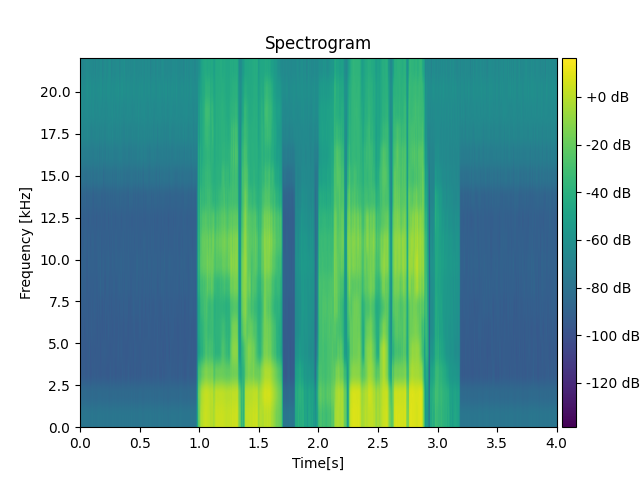 Spectrogram
20.0
17.5
15.0
12.5
10.0
7.5
5.0
2.5
0.0
Frequency [kHz]
0.0 0.5 1.0 1.5 2.0 2.5 3.0 3.5 4.0
Time[s]
+0 dB
-20 dB
-40 dB
-60 dB
-80 dB
-100 dB
-120 dB